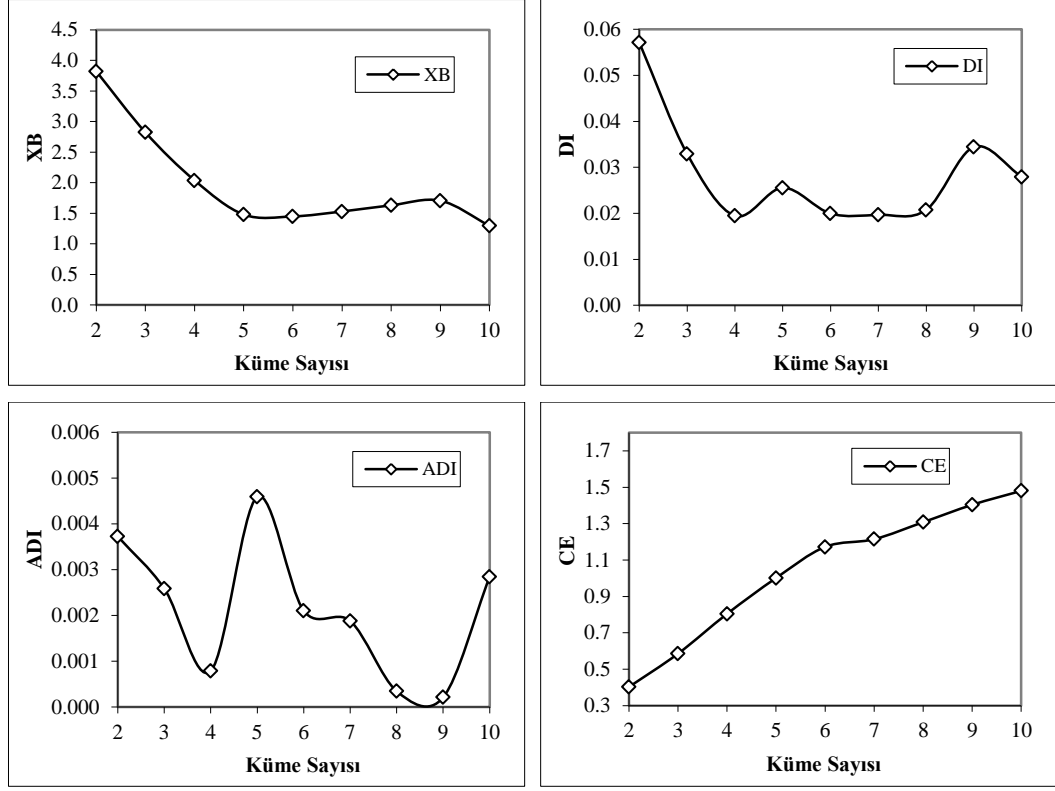 XB
4.5
4.0
3.5
3.0
2.5
2.0
1.5
1.0
0.5
0.0
XB
2 3 4 5 6 7 8 9 10
Küme Sayısı
DI
0.06
0.05
0.04
0.03
0.02
0.01
0.00
DI
2 3 4 5 6 7 8 9 10
Küme Sayısı
ADI
0.006
0.005
0.004
0.003
0.002
0.001
0.000
ADI
2 3 4 5 6 7 8 9 10
Küme Sayısı
CE
1.7
1.5
1.3
1.1
0.9
0.7
0.5
0.3
CE
2 3 4 5 6 7 8 9 10
Küme Sayısı